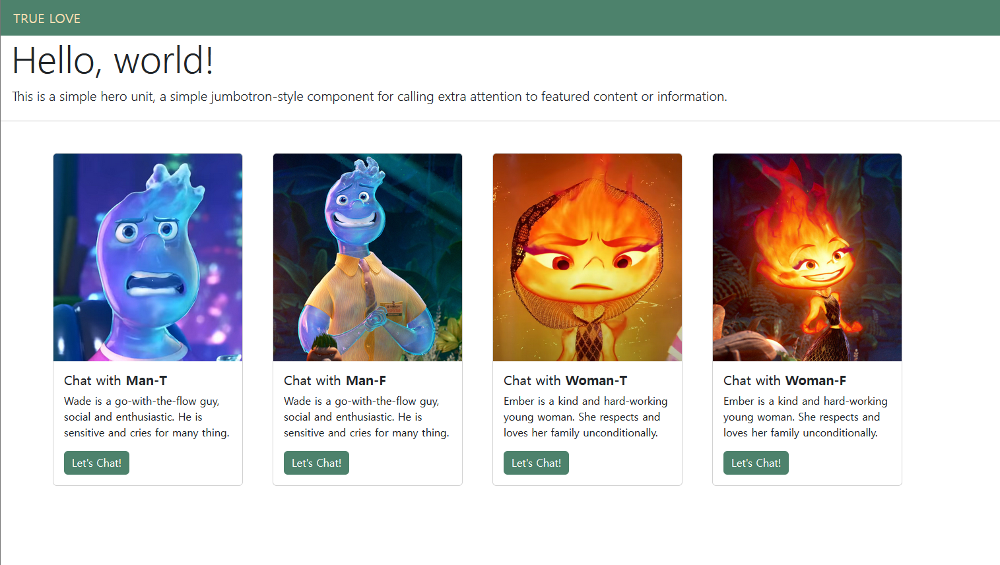 TRUE LOVE
Hello, world!
This is a simple hero unit, a simple jumbotron-style component for calling extra attention to featured content or information.
Chat with Man-T
Wade is a go-with-the-flow guy,
social and enthusiastic. He is
sensitive and cries for many thing.
Let's Chat!
Chat with Man-F
Wade is a go-with-the-flow guy,
social and enthusiastic. He is
sensitive and cries for many thing.
Let's Chat!
Chat with Woman-T
Ember is a kind and hard-working
young woman. She respects and
loves her family unconditionally.
Let's Chat!
Chat with Woman-F
Ember is a kind and hard-working
young woman. She respects and
loves her family unconditionally.
Let's Chat!